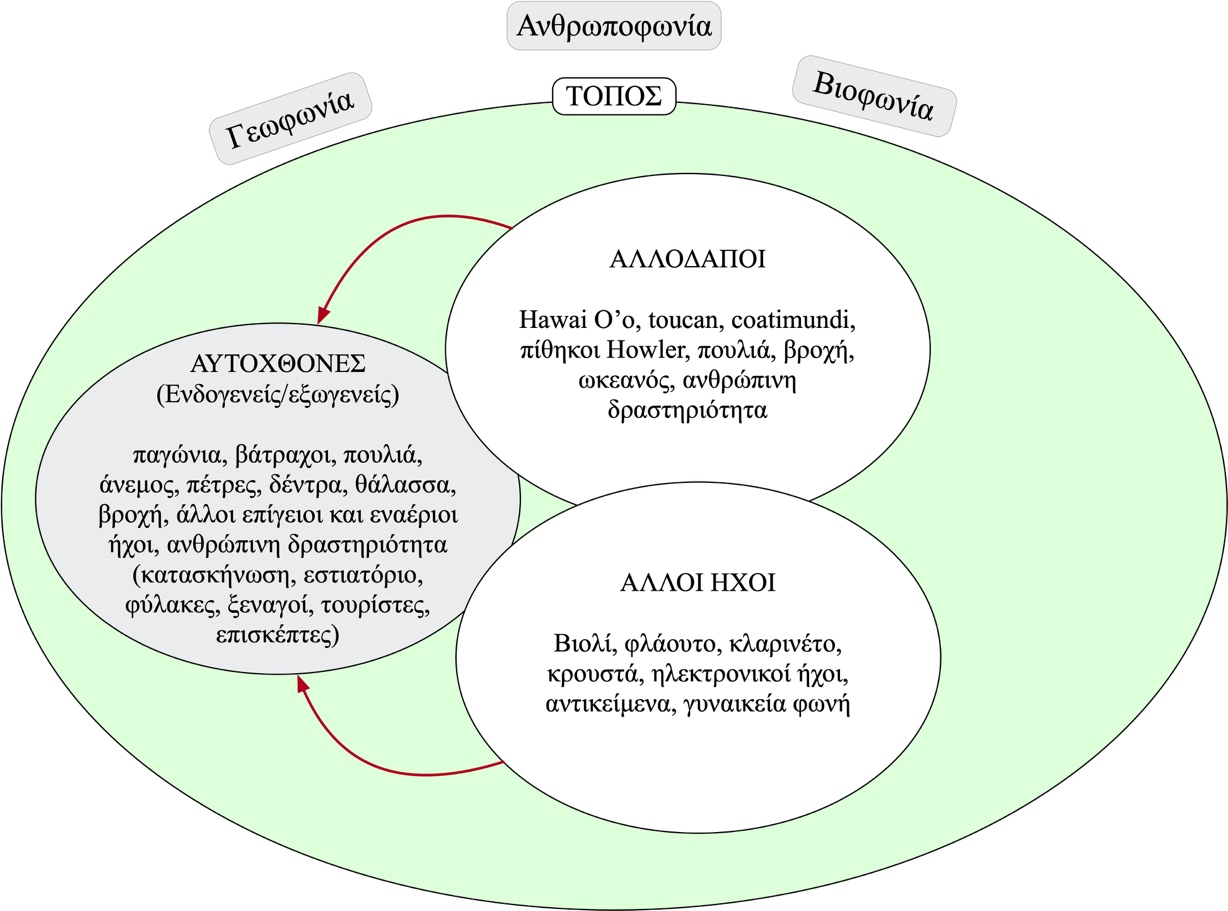 Ανθρωποφωνία
Γεωφωνία
ΤΟΠΟΣ
Βιοφωνία
ΑΛΛΟΔΑΠΟΙ
Hawai O’o, toucan, coatimundi,
πίθηκοι Howler, πουλιά, βροχή,
ωκεανός, ανθρώπινη
δραστηριότητα
ΑΥΤΟΧΘΟΝΕΣ
(Ενδογενείς/εξωγενείς)
παγώνια, βάτραχοι, πουλιά,
άνεμος, πέτρες, δέντρα, θάλασσα,
βροχή, άλλοι επίγειοι και εναέριοι
ήχοι, ανθρώπινη δραστηριότητα
(κατασκήνωση, εστιατόριο,
φύλακες, ξεναγοί, τουρίστες,
επισκέπτες)
ΑΛΛΟΙ ΗΧΟΙ
Βιολί, φλάουτο, κλαρινέτο,
κρουστά, ηλεκτρονικοί ήχοι,
αντικείμενα, γυναικεία φωνή